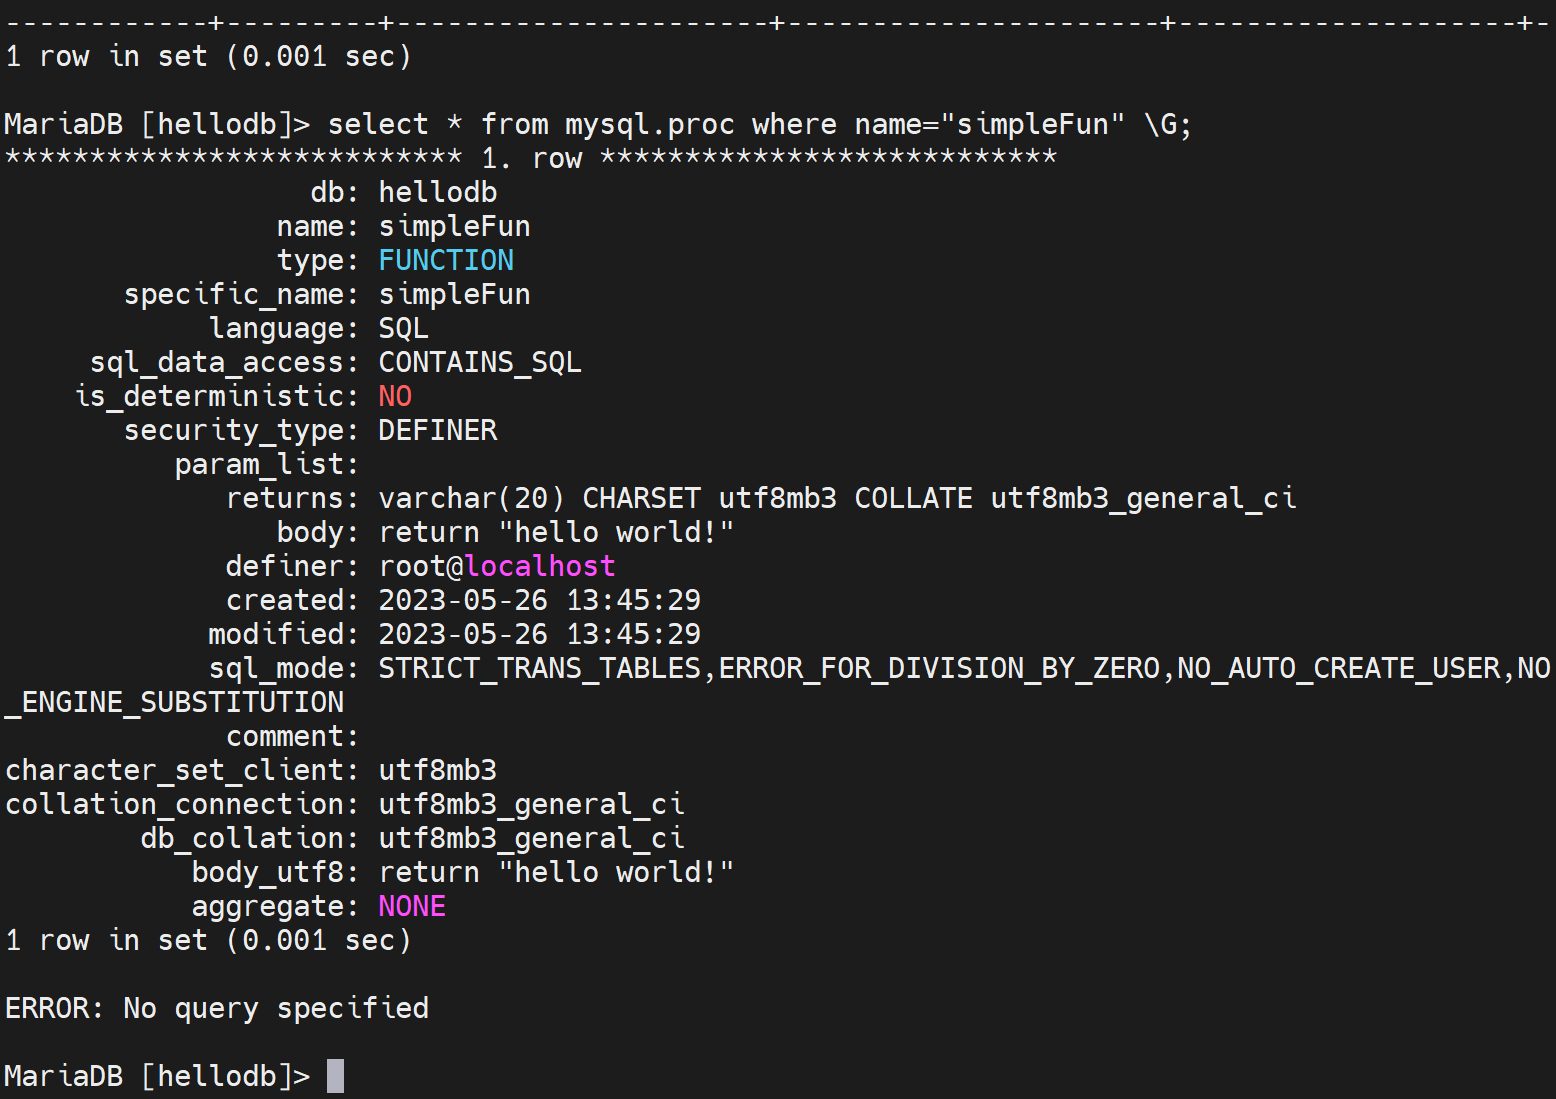 ------------+---------+----------------------+----------------------+--------------------+-
1 row in set (0.001 sec)

MariaDB [hellodb]> select * from mysql.proc where name="simpleFun" \G;
*************************** 1. row ***************************
                  db: hellodb
                name: simpleFun
                type: FUNCTION
       specific_name: simpleFun
            language: SQL
     sql_data_access: CONTAINS_SQL
    is_deterministic: NO
       security_type: DEFINER
          param_list:
             returns: varchar(20) CHARSET utf8mb3 COLLATE utf8mb3_general_ci
                body: return "hello world!"
             definer: root@localhost
             created: 2023-05-26 13:45:29
            modified: 2023-05-26 13:45:29
            sql_mode: STRICT_TRANS_TABLES,ERROR_FOR_DIVISION_BY_ZERO,NO_AUTO_CREATE_USER,NO
_ENGINE_SUBSTITUTION
             comment:
character_set_client: utf8mb3
collation_connection: utf8mb3_general_ci
        db_collation: utf8mb3_general_ci
           body_utf8: return "hello world!"
           aggregate: NONE
1 row in set (0.001 sec)

ERROR: No query specified

MariaDB [hellodb]>